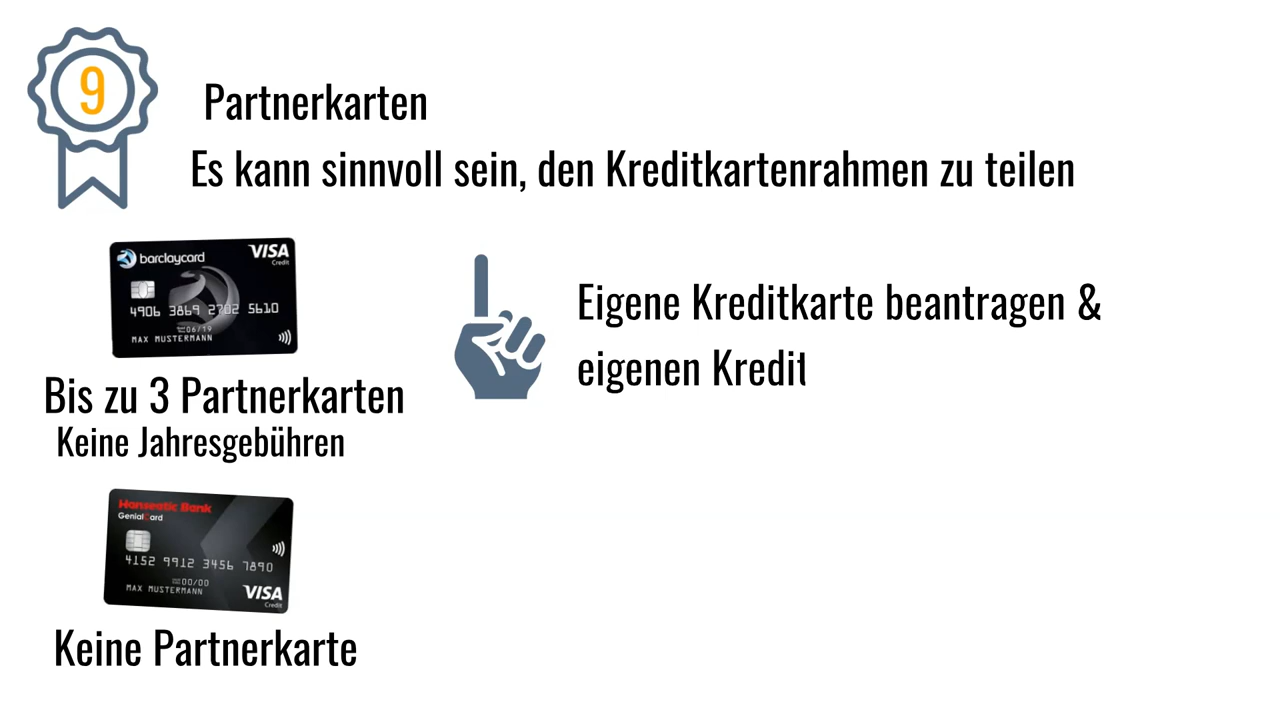 9
Partnerkarten
Es kann sinnvoll sein, den Kreditkartenrahmen zu teilen
barclaycard
VISA
Credit
4906 3869 2702 5610
06/19
MAX MUSTERMANN
Eigene Kreditkarte beantragen &
eigenen Kredit
Bis zu 3 Partnerkarten
Keine Jahresgebühren
Hanseatic Bank
GenialCard
4152 9912 3456 7890
00/00
MAX MUSTERMANN
VISA
Credit
Keine Partnerkarte